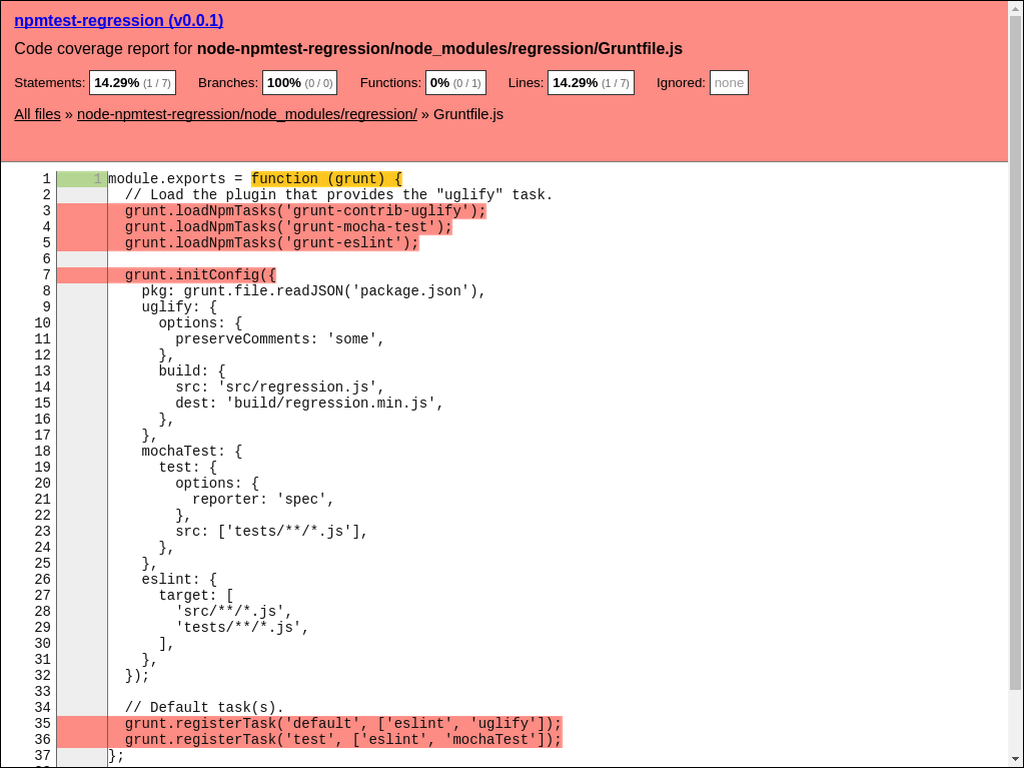 npmtest-regression (v0.0.1)
Code coverage report for node-npmtest-regression/node_modules/regression/Gruntfile.js
Statements: 14.29% (1 / 7) Branches: 100% (0 / 0) Functions: 0% (0 / 1) Lines: 14.29% (1 / 7) Ignored: none
All files » node-npmtest-regression/node_modules/regression/ » Gruntfile.js
1 1 module.exports = function (grunt) {
2   // Load the plugin that provides the "uglify" task.
3   grunt.loadNpmTasks('grunt-contrib-uglify');
4   grunt.loadNpmTasks('grunt-mocha-test');
5   grunt.loadNpmTasks('grunt-eslint');
6
7   grunt.initConfig({
8     pkg: grunt.file.readJSON('package.json'),
9     uglify: {
10       options: {
11         preserveComments: 'some',
12       },
13       build: {
14         src: 'src/regression.js',
15         dest: 'build/regression.min.js',
16       },
17     },
18     mochaTest: {
19       test: {
20         options: {
21           reporter: 'spec',
22         },
23         src: ['tests/**/*.js'],
24       },
25     },
26     eslint: {
27       target: [
28         'src/**/*.js',
29         'tests/**/*.js',
30       ],
31     },
32   });
33
34   // Default task(s).
35   grunt.registerTask('default', ['eslint', 'uglify']);
36   grunt.registerTask('test', ['eslint', 'mochaTest']);
37 };